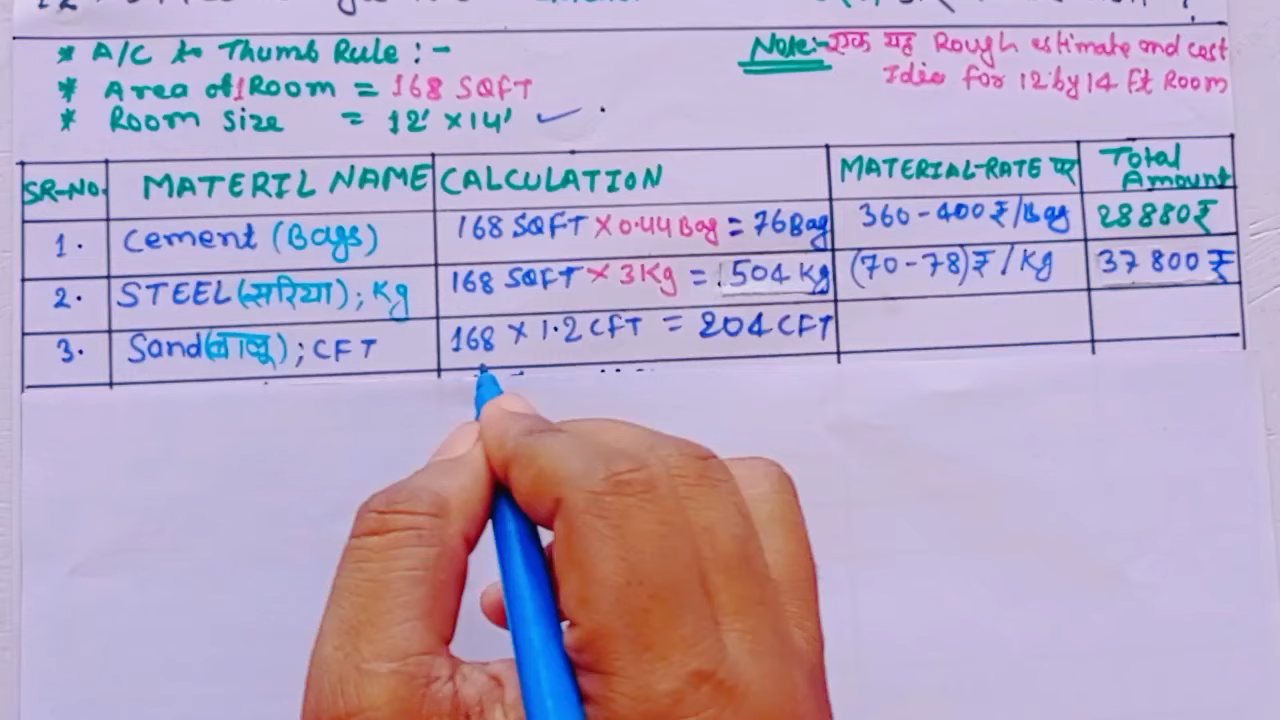 * A/C to Thumb Rule :-
* Area of 1 Room = 168 SQFT
* Room Size = 12' x 14'
Note:- एक यह Rough estimate and cost
Idia for 12 by 14 Ft Room
SR-NO. MATERIL NAME CALCULATION MATERIAL-RATE पर Total Amount
1. Cement (Bags) 168 SQFT x 0.44 Bag = 76 Bag 360-400₹/Bag 28880₹
2. STEEL (सरिया); Kg 168 SQFT x 3 Kg = 504 Kg (70-78)₹/Kg 37800₹
3. Sand (बालू); CFT 168 x 1.2 CFT = 204 CFT